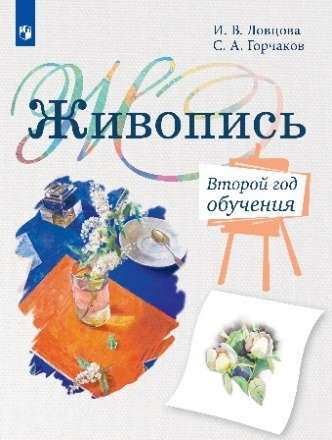 И. В. Ловцова
С. А. Горчаков
Живопись
Второй год
обучения